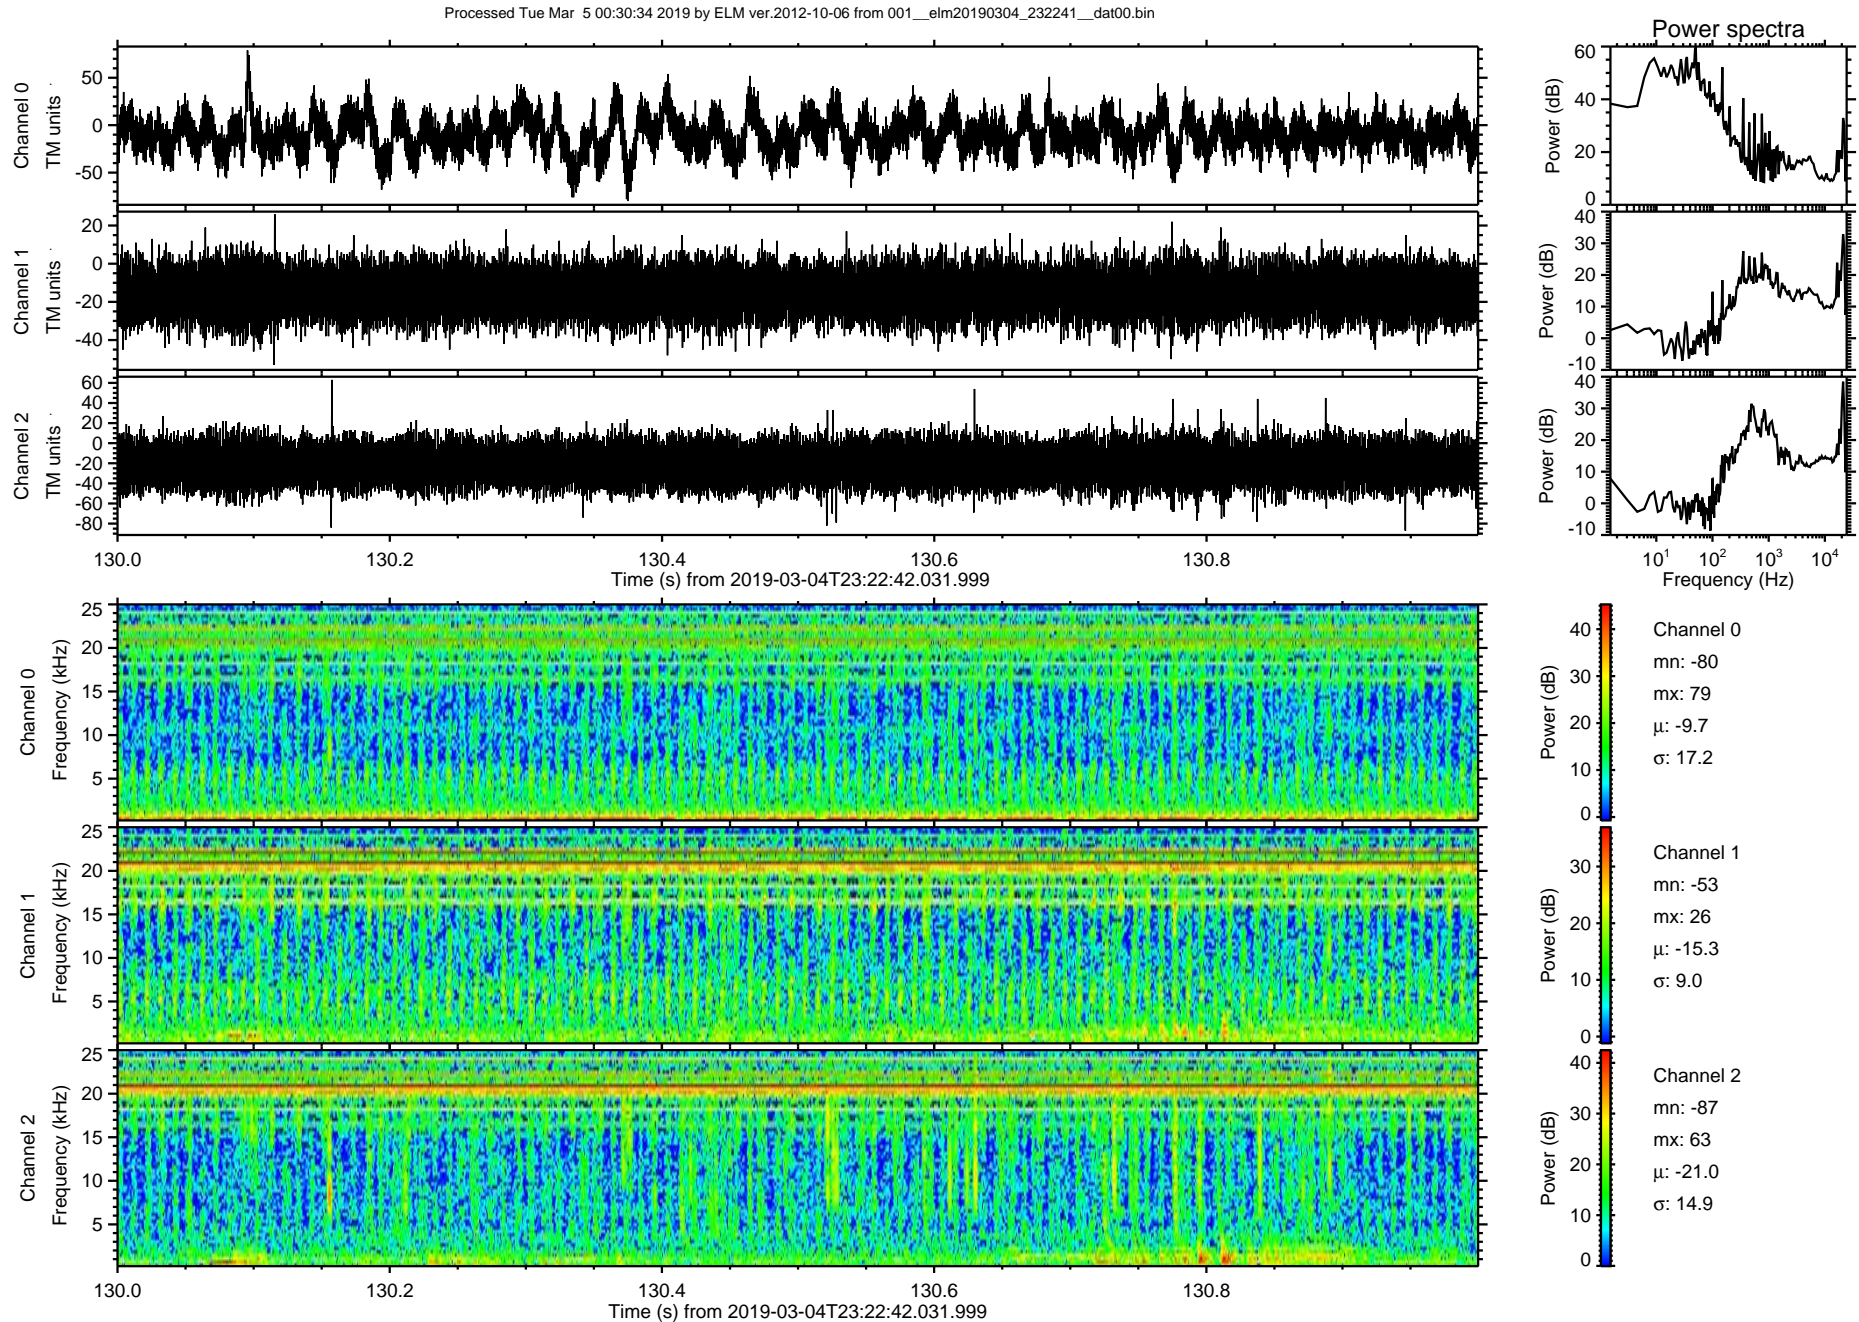 Processed Tue Mar  5 00:30:34 2019 by ELM ver.2012-10-06 from 001__elm20190304_232241__dat00.bin
Power spectra
Channel 0
TM units
50
0
-50
Power (dB)
60
40
20
0
Channel 1
TM units
20
0
-20
-40
Power (dB)
40
30
20
10
0
-10
Channel 2
TM units
60
40
20
0
-20
-40
-60
-80
Power (dB)
40
30
20
10
0
-10
130.0 130.2 130.4 130.6 130.8
Time (s) from 2019-03-04T23:22:42.031.999
10^1 10^2 10^3 10^4
Frequency (Hz)
Channel 0
Frequency (kHz)
25
20
15
10
5
Power (dB)
40
30
20
10
0
Channel 0
mn: -80
mx: 79
μ: -9.7
σ: 17.2
Channel 1
Frequency (kHz)
25
20
15
10
5
Power (dB)
30
20
10
0
Channel 1
mn: -53
mx: 26
μ: -15.3
σ: 9.0
Channel 2
Frequency (kHz)
25
20
15
10
5
Power (dB)
40
30
20
10
0
Channel 2
mn: -87
mx: 63
μ: -21.0
σ: 14.9
130.0 130.2 130.4 130.6 130.8
Time (s) from 2019-03-04T23:22:42.031.999